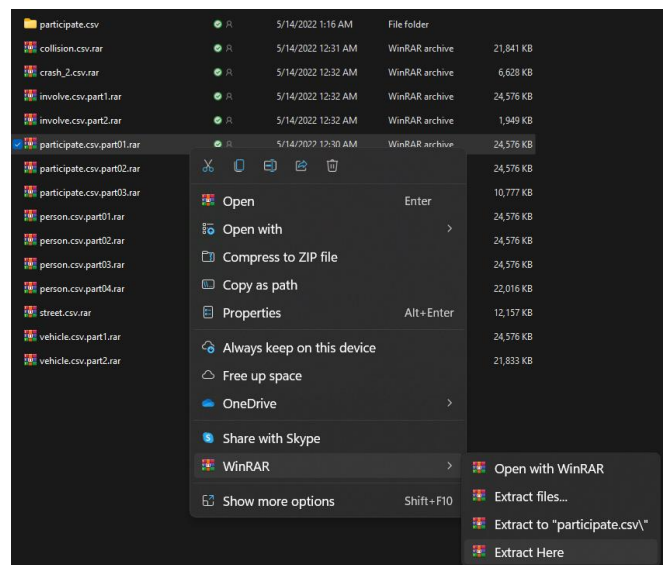 participate.csv 5/14/2022 1:16 AM File folder
collision.csv.rar 5/14/2022 12:31 AM WinRAR archive 21,841 KB
crash_2.csv.rar 5/14/2022 12:32 AM WinRAR archive 6,628 KB
involve.csv.part1.rar 5/14/2022 12:32 AM WinRAR archive 24,576 KB
involve.csv.part2.rar 5/14/2022 12:32 AM WinRAR archive 1,949 KB
participate.csv.part01.rar 5/14/2022 12:30 AM WinRAR archive 24,576 KB
participate.csv.part02.rar 24,576 KB
participate.csv.part03.rar 10,777 KB
person.csv.part01.rar 24,576 KB
person.csv.part02.rar 24,576 KB
person.csv.part03.rar 24,576 KB
person.csv.part04.rar 22,016 KB
street.csv.rar 12,157 KB
vehicle.csv.part1.rar 24,576 KB
vehicle.csv.part2.rar 21,833 KB
Open Enter
Open with
Compress to ZIP file
Copy as path
Properties Alt+Enter
Always keep on this device
Free up space
OneDrive
Share with Skype
WinRAR
Show more options Shift+F10
Open with WinRAR
Extract files...
Extract to "participate.csv\"
Extract Here